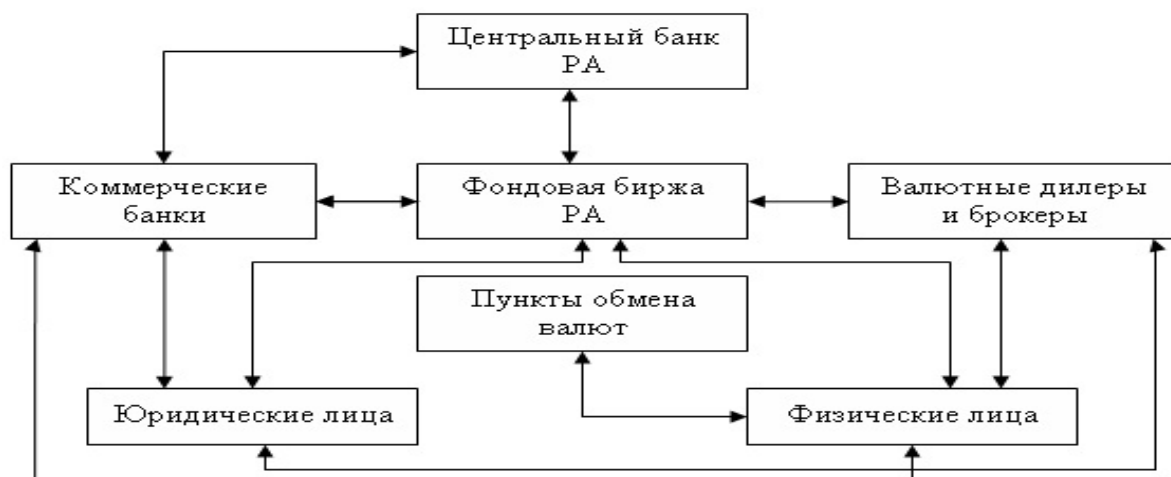 Центральный банк
РА
Коммерческие
банки
Фондовая биржа
РА
Валютные дилеры
и брокеры
Пункты обмена
валют
Юридические лица
Физические лица